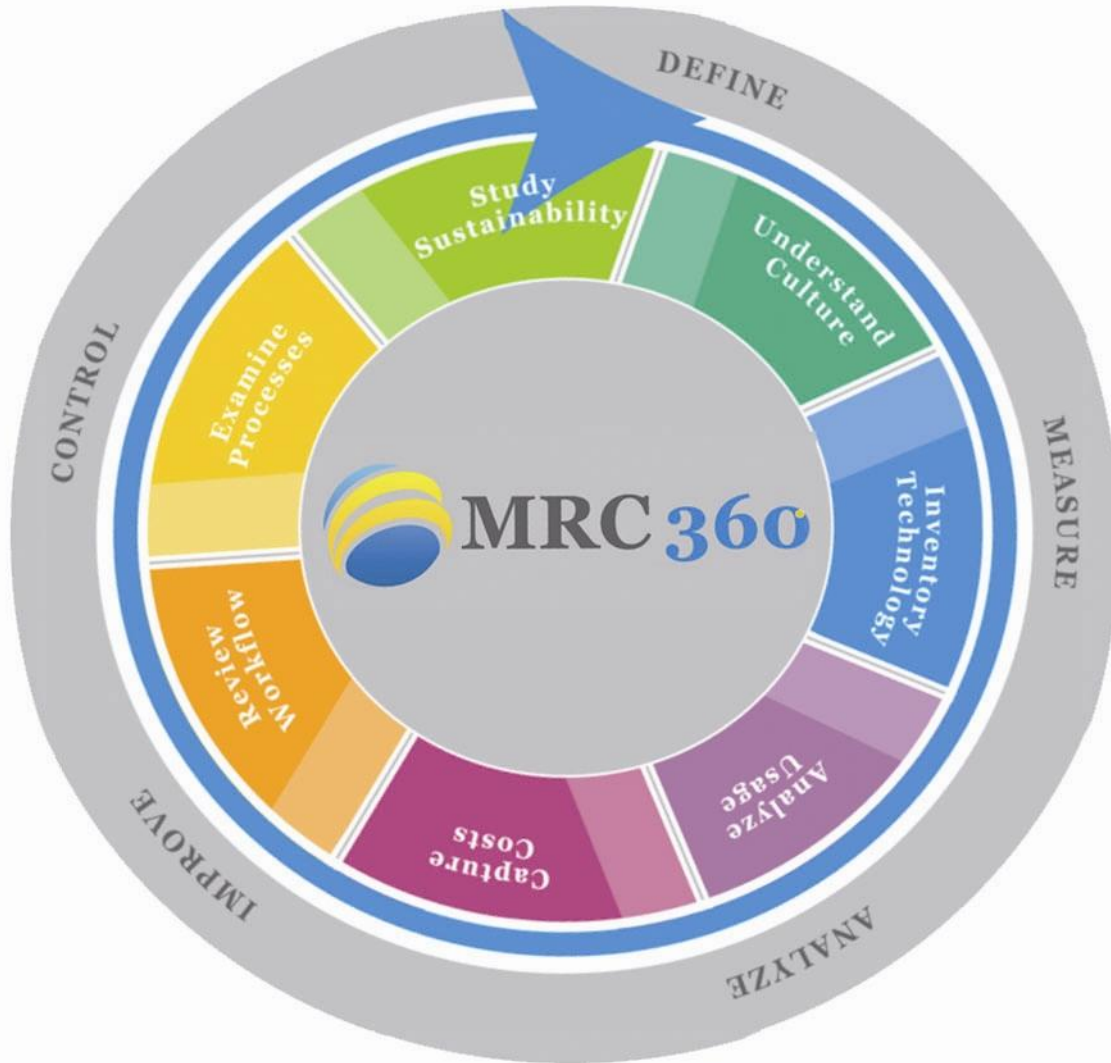 DEFINE
MEASURE
ANALYZE
IMPROVE
CONTROL
Study
Sustainability
Understand
Culture
Inventory
Technology
Analyze
Usage
Capture
Costs
Review
Workflow
Examine
Processes
MRC 360